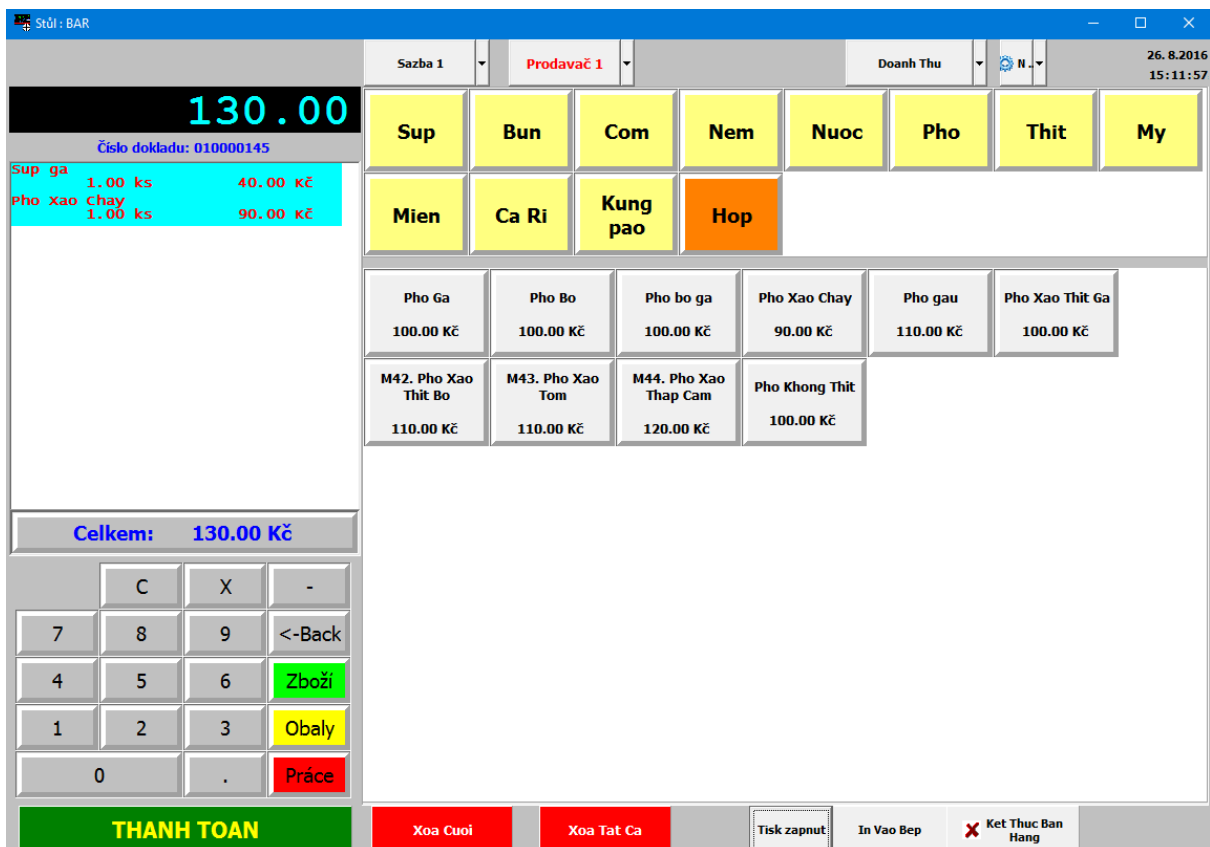 Stůl : BAR
Sazba 1
Prodavač 1
Doanh Thu
N .
26. 8.2016
15:11:57
130.00
Číslo dokladu: 010000145
Sup ga
1.00 ks 40.00 Kč
Pho Xao Chay
1.00 ks 90.00 Kč
Celkem: 130.00 Kč
C X -
7 8 9 <-Back
4 5 6 Zboží
1 2 3 Obaly
0 . Práce
THANH TOAN
Sup Bun Com Nem Nuoc Pho Thit My
Mien Ca Ri Kung
pao Hop
Pho Ga
100.00 Kč
Pho Bo
100.00 Kč
Pho bo ga
100.00 Kč
Pho Xao Chay
90.00 Kč
Pho gau
110.00 Kč
Pho Xao Thit Ga
100.00 Kč
M42. Pho Xao
Thit Bo
110.00 Kč
M43. Pho Xao
Tom
110.00 Kč
M44. Pho Xao
Thap Cam
120.00 Kč
Pho Khong Thit
100.00 Kč
Xoa Cuoi
Xoa Tat Ca
Tisk zapnut
In Vao Bep
Ket Thuc Ban
Hang